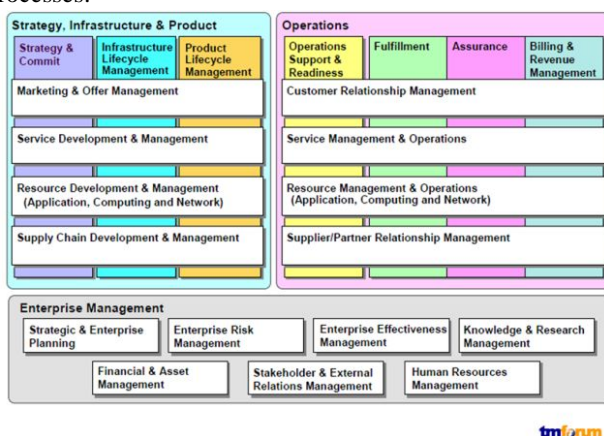 processes.
Strategy, Infrastructure & Product
Strategy &
Commit
Infrastructure
Lifecycle
Management
Product
Lifecycle
Management
Marketing & Offer Management
Service Development & Management
Resource Development & Management
(Application, Computing and Network)
Supply Chain Development & Management
Operations
Operations
Support &
Readiness
Fulfillment
Assurance
Billing &
Revenue
Management
Customer Relationship Management
Service Management & Operations
Resource Management & Operations
(Application, Computing and Network)
Supplier/Partner Relationship Management
Enterprise Management
Strategic & Enterprise
Planning
Enterprise Risk
Management
Enterprise Effectiveness
Management
Knowledge & Research
Management
Financial & Asset
Management
Stakeholder & External
Relations Management
Human Resources
Management
tmforum